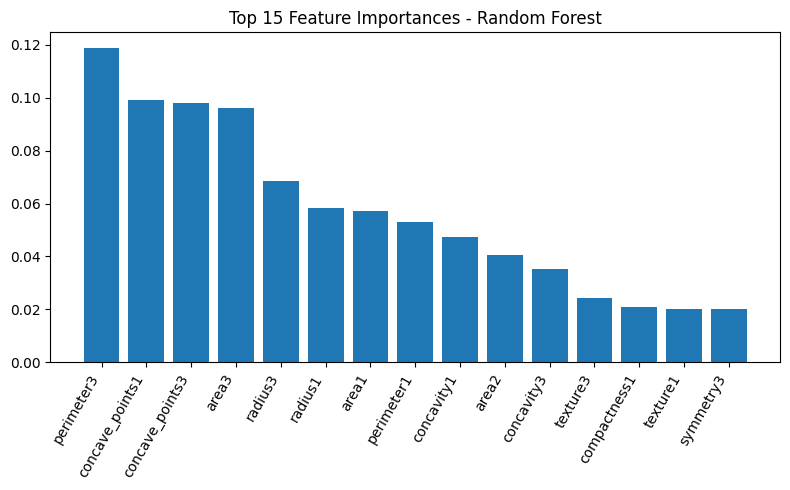 Top 15 Feature Importances - Random Forest
0.12
0.10
0.08
0.06
0.04
0.02
0.00
perimeter3
concave_points1
concave_points3
area3
radius3
radius1
area1
perimeter1
concavity1
area2
concavity3
texture3
compactness1
texture1
symmetry3